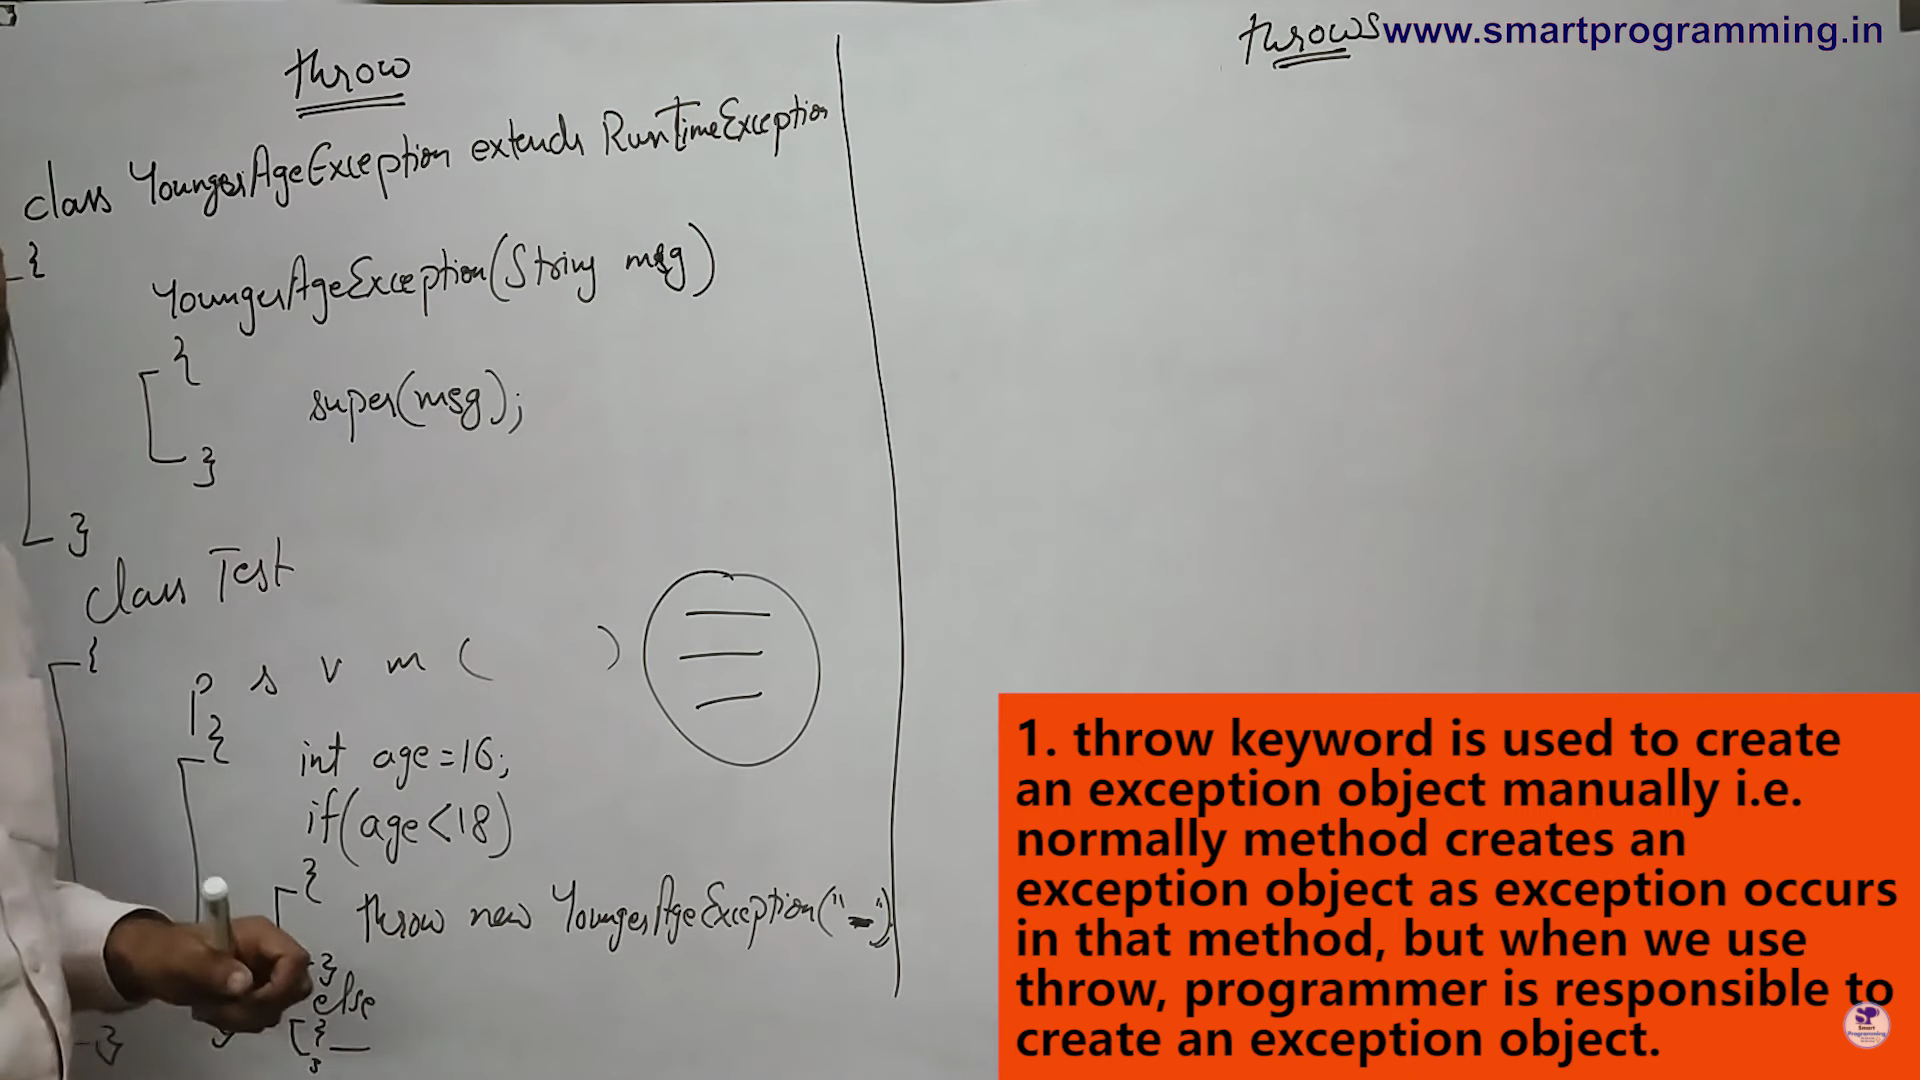 throw
class YoungerAgeException extends RunTimeException
{
YoungerAgeException(String msg)
{
super(msg);
}
}
class Test
{
p s v m ( )
{
int age=16;
if(age<18)
{
throw new YoungerAgeException("—")
}
else
{
}
}
throws
www.smartprogramming.in
1. throw keyword is used to create
an exception object manually i.e.
normally method creates an
exception object as exception occurs
in that method, but when we use
throw, programmer is responsible to
create an exception object.
SP
Smart
Programming